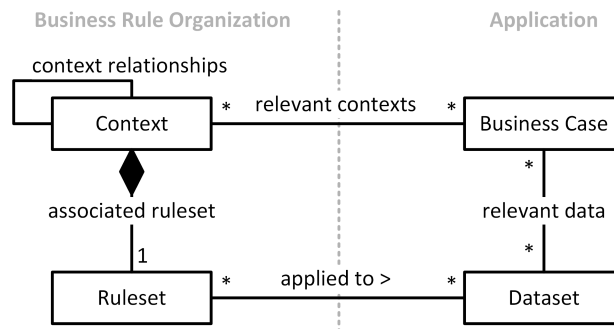 Business Rule Organization
Application
context relationships
Context
*
relevant contexts
*
Business Case
*
associated ruleset
relevant data
1
*
Ruleset
*
applied to >
*
Dataset